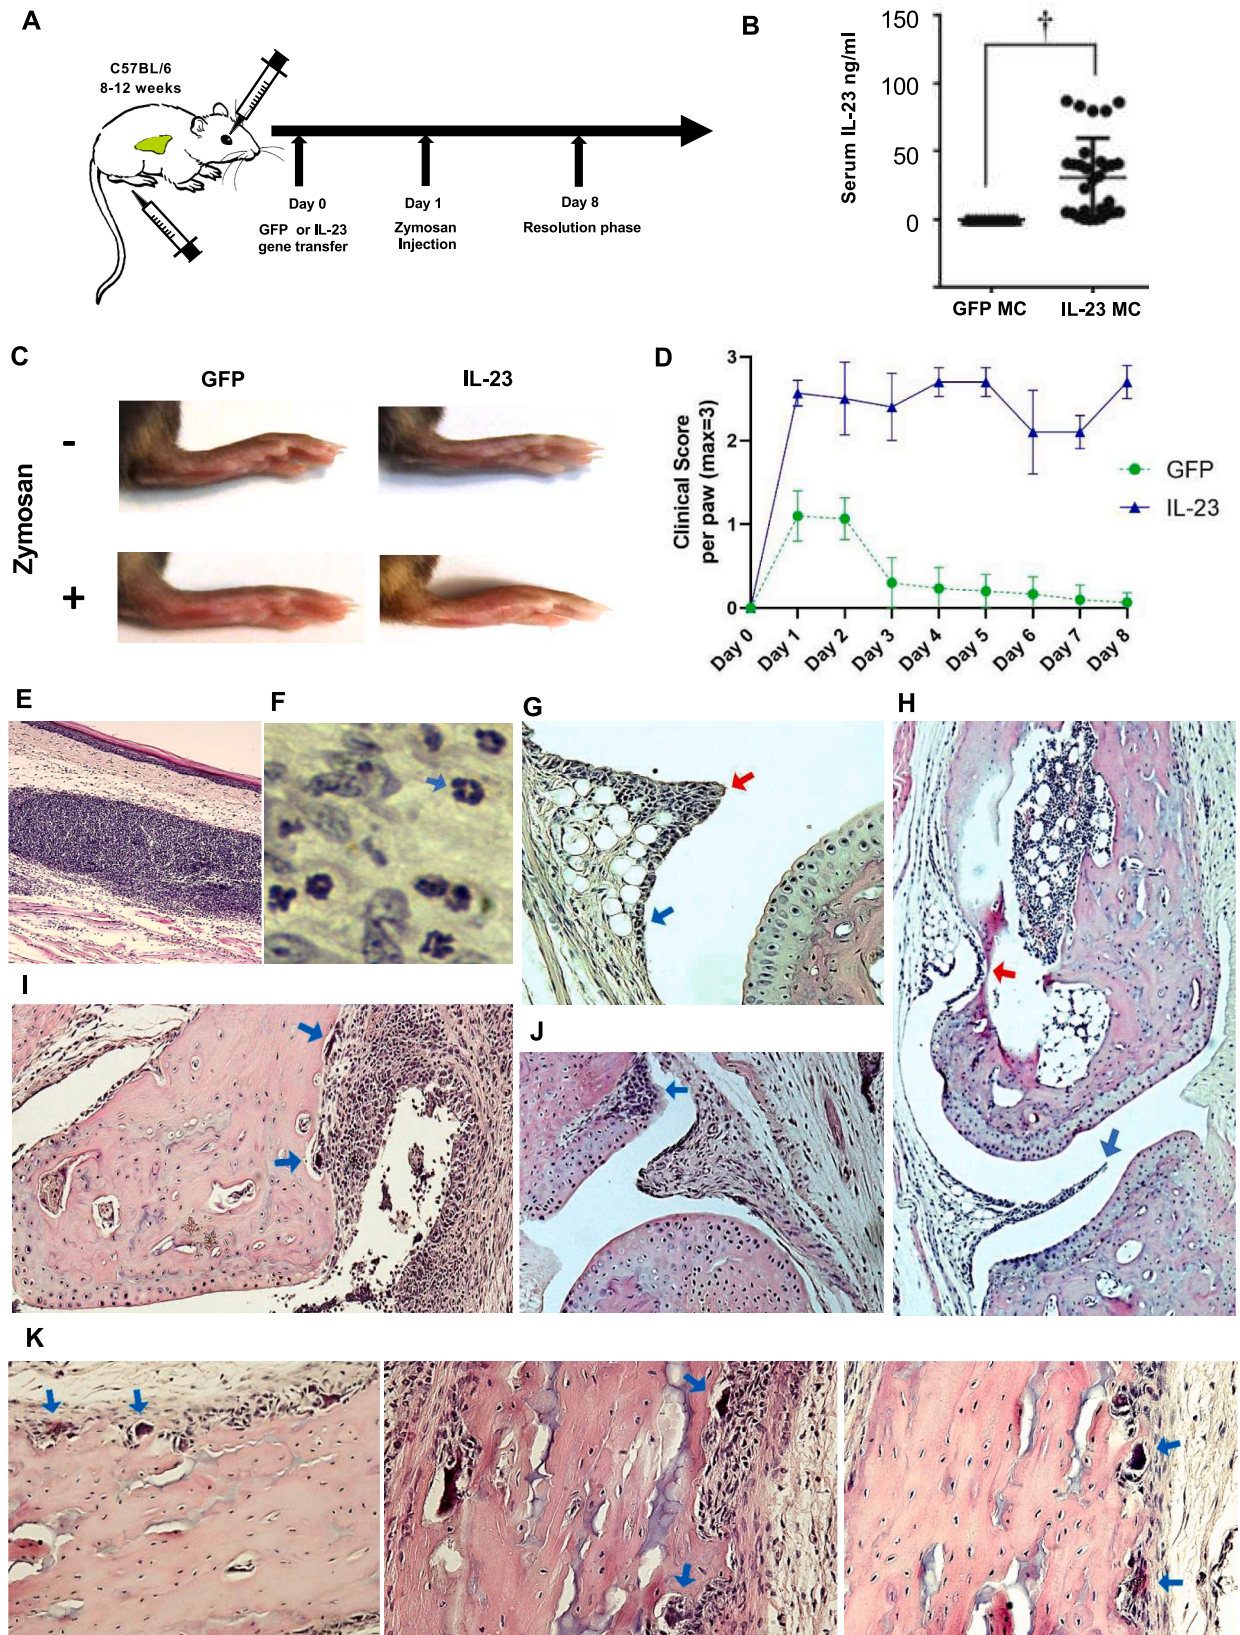 A
C57BL/6
8-12 weeks
Day 0
GFP or IL-23
gene transfer
Day 1
Zymosan
Injection
Day 8
Resolution phase
B
Serum IL-23 ng/ml
150
100
50
0
†
GFP MC
IL-23 MC
C
GFP
IL-23
Zymosan
-
+
D
Clinical Score
per paw (max=3)
3
2
1
0
Day 0
Day 1
Day 2
Day 3
Day 4
Day 5
Day 6
Day 7
Day 8
GFP
IL-23
E
F
G
H
I
J
K